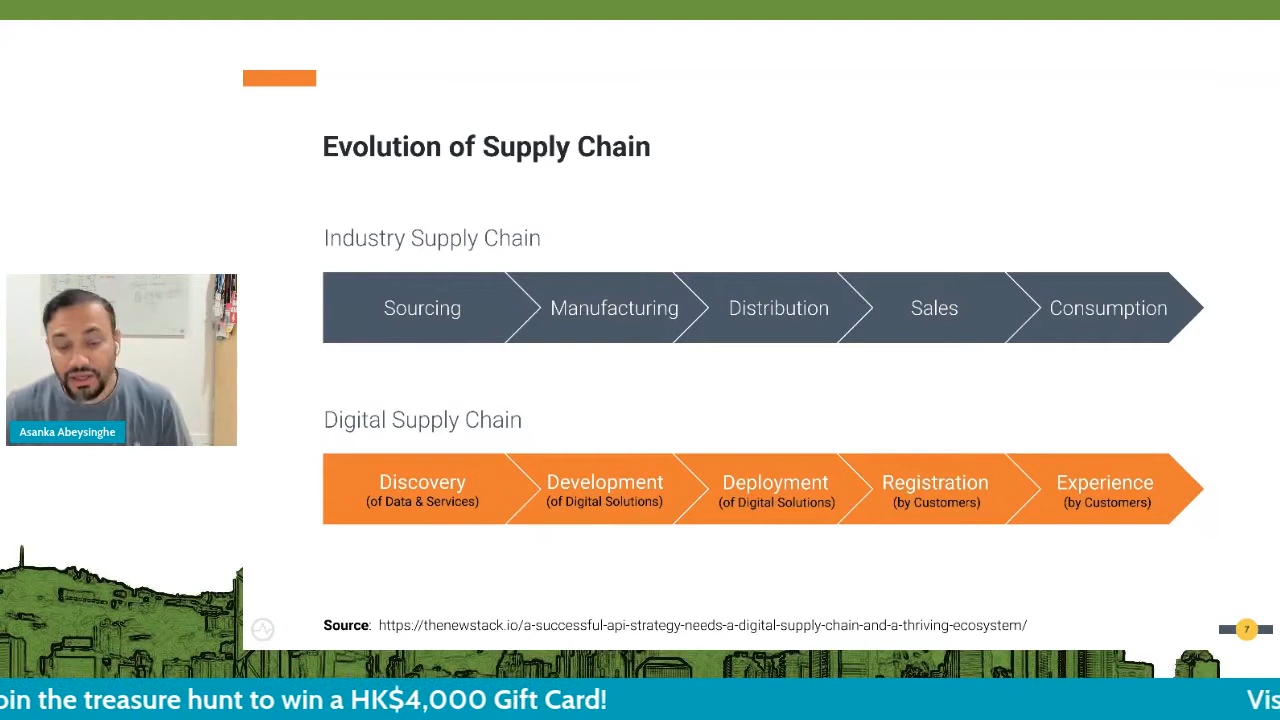 Evolution of Supply Chain
Industry Supply Chain
Sourcing
Manufacturing
Distribution
Sales
Consumption
Asanka Abeysinghe
Digital Supply Chain
Discovery
(of Data & Services)
Development
(of Digital Solutions)
Deployment
(of Digital Solutions)
Registration
(by Customers)
Experience
(by Customers)
Source: https://thenewstack.io/a-successful-api-strategy-needs-a-digital-supply-chain-and-a-thriving-ecosystem/
7
oin the treasure hunt to win a HK$4,000 Gift Card!
Vis